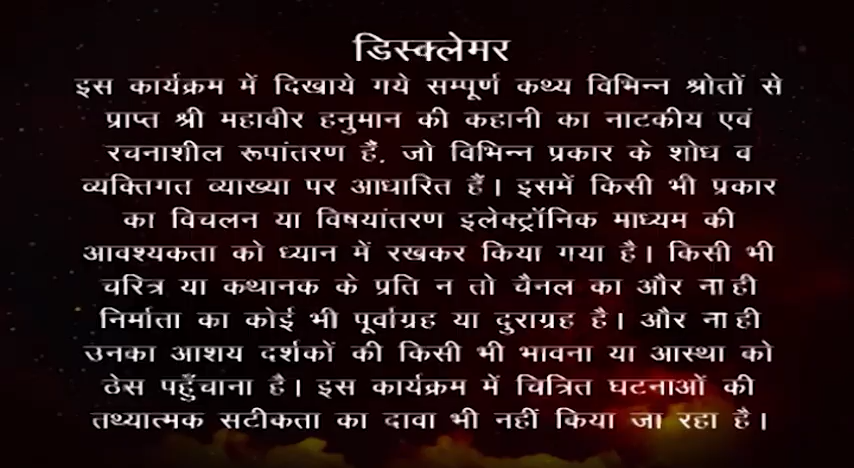 डिस्क्लेमर
इस कार्यक्रम में दिखाये गये सम्पूर्ण कथ्य विभिन्न श्रोतों से
प्राप्त श्री महावीर हनुमान की कहानी का नाटकीय एवं
रचनाशील रूपांतरण हैं, जो विभिन्न प्रकार के शोध व
व्यक्तिगत व्याख्या पर आधारित हैं। इसमें किसी भी प्रकार
का विचलन या विषयांतरण इलेक्ट्रॉनिक माध्यम की
आवश्यकता को ध्यान में रखकर किया गया है। किसी भी
चरित्र या कथानक के प्रति न तो चैनल का और ना ही
निर्माता का कोई भी पूर्वाग्रह या दुराग्रह है। और ना ही
उनका आशय दर्शकों की किसी भी भावना या आस्था को
ठेस पहुँचाना है। इस कार्यक्रम में चित्रित घटनाओं की
तथ्यात्मक सटीकता का दावा भी नहीं किया जा रहा है।